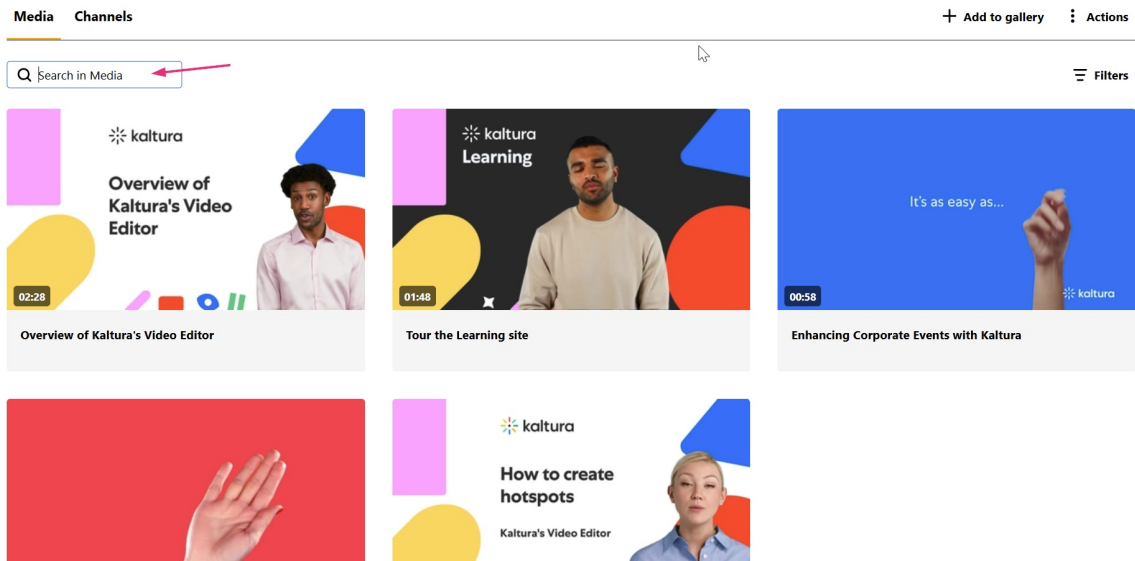 Media Channels + Add to gallery Actions
Search in Media Filters
kaltura
Overview of
Kaltura's Video
Editor
02:28
kaltura
Learning
01:48
It's as easy as...
kaltura
00:58
Overview of Kaltura's Video Editor
Tour the Learning site
Enhancing Corporate Events with Kaltura
kaltura
How to create
hotspots
Kaltura's Video Editor